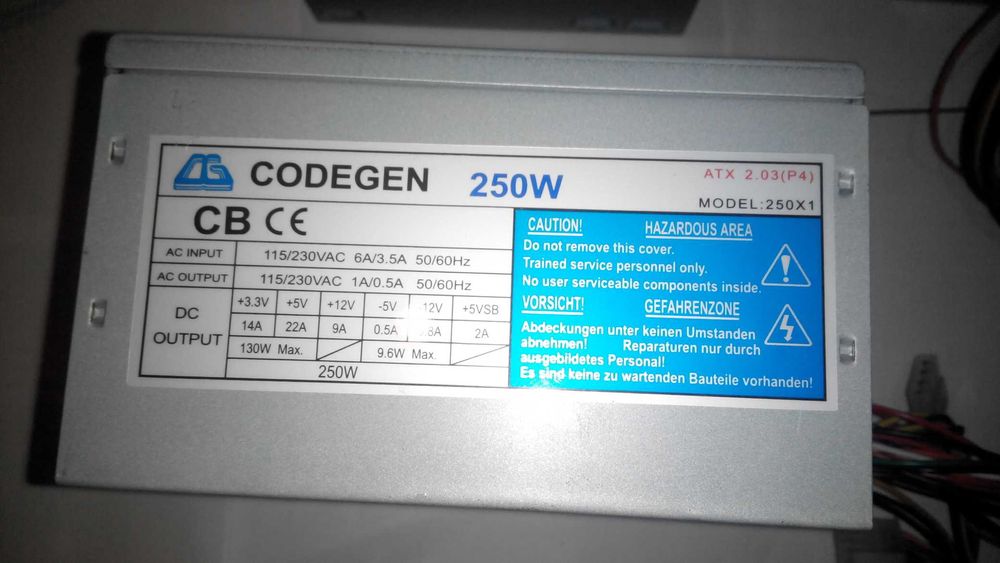 CG CODEGEN 250W ATX 2.03(P4)
MODEL:250X1
CB CE
AC INPUT 115/230VAC 6A/3.5A 50/60Hz
AC OUTPUT 115/230VAC 1A/0.5A 50/60Hz
DC OUTPUT
+3.3V +5V +12V -5V -12V +5VSB
14A 22A 9A 0.5A 2A
130W Max. 9.6W Max.
250W
CAUTION! HAZARDOUS AREA
Do not remove this cover.
Trained service personnel only.
No user serviceable components inside.
VORSICHT! GEFAHRENZONE
Abdeckungen unter keinen Umstanden
abnehmen! Reparaturen nur durch
ausgebildetes Personal!
Es sind keine zu wartenden Bauteile vorhanden!